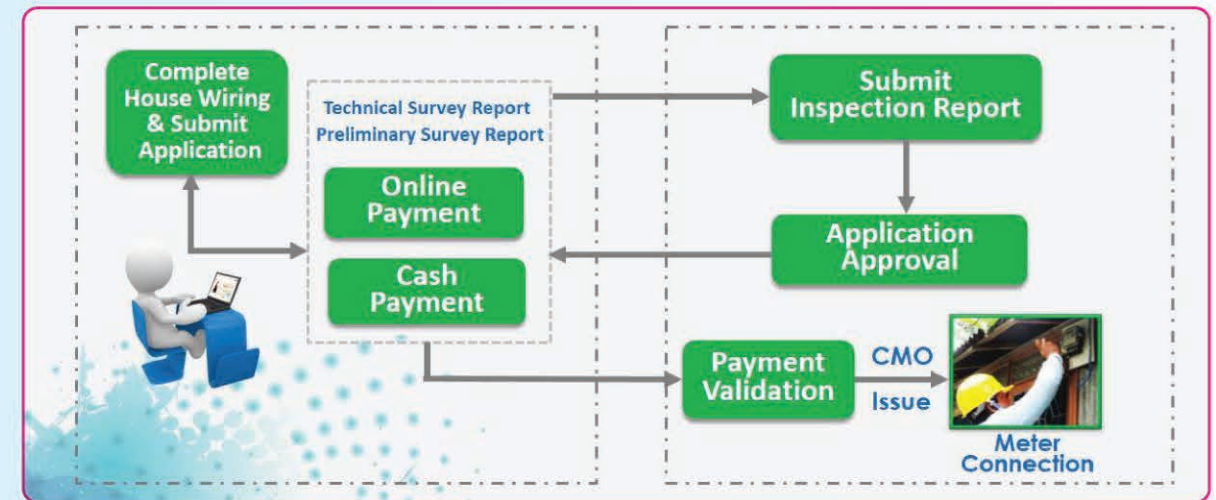 Complete
House Wiring
& Submit
Application
Technical Survey Report
Preliminary Survey Report
Online
Payment
Cash
Payment
Submit
Inspection Report
Application
Approval
Payment
Validation
CMO
Issue
Meter
Connection